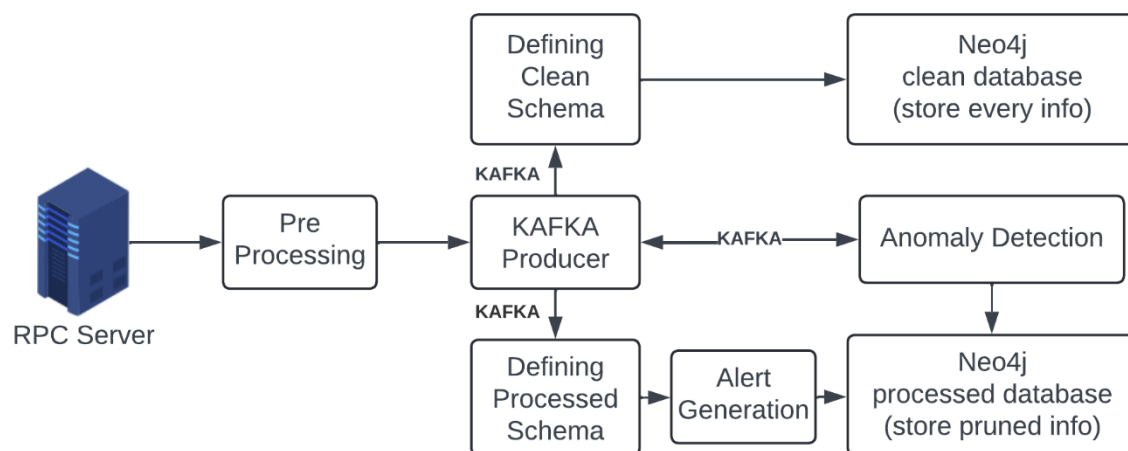 Defining
Clean
Schema
Neo4j
clean database
(store every info)
KAFKA
RPC Server
Pre
Processing
KAFKA
Producer
KAFKA
Anomaly Detection
KAFKA
Defining
Processed
Schema
Alert
Generation
Neo4j
processed database
(store pruned info)